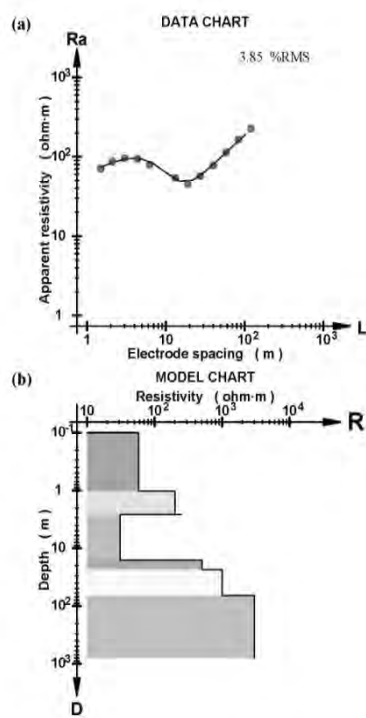 (a)
DATA CHART
Ra
3.85 %RMS
Apparent resistivity ( ohm·m )
10³
10²
10
1
1
10
10²
10³
L
Electrode spacing ( m )
(b)
MODEL CHART
Resistivity ( ohm·m )
10
10²
10³
10⁴
R
Depth ( m )
10⁻¹
1
10
10²
10³
D